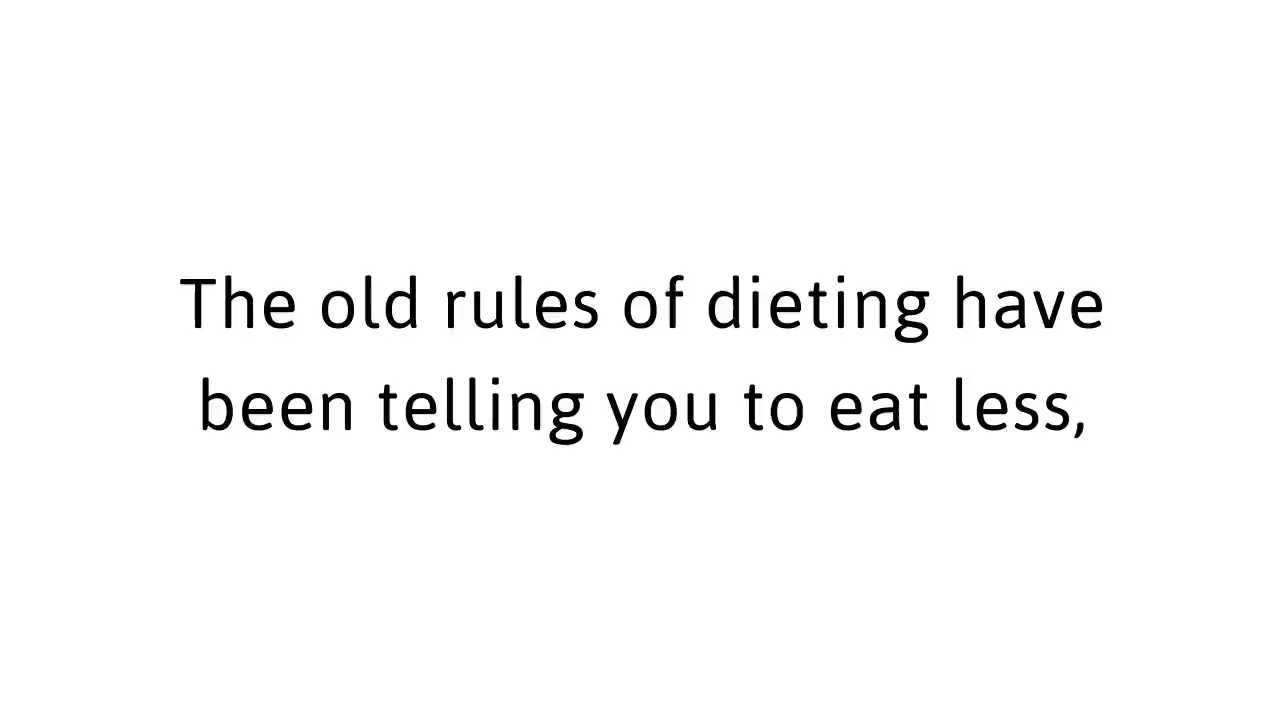 The old rules of dieting have
been telling you to eat less,